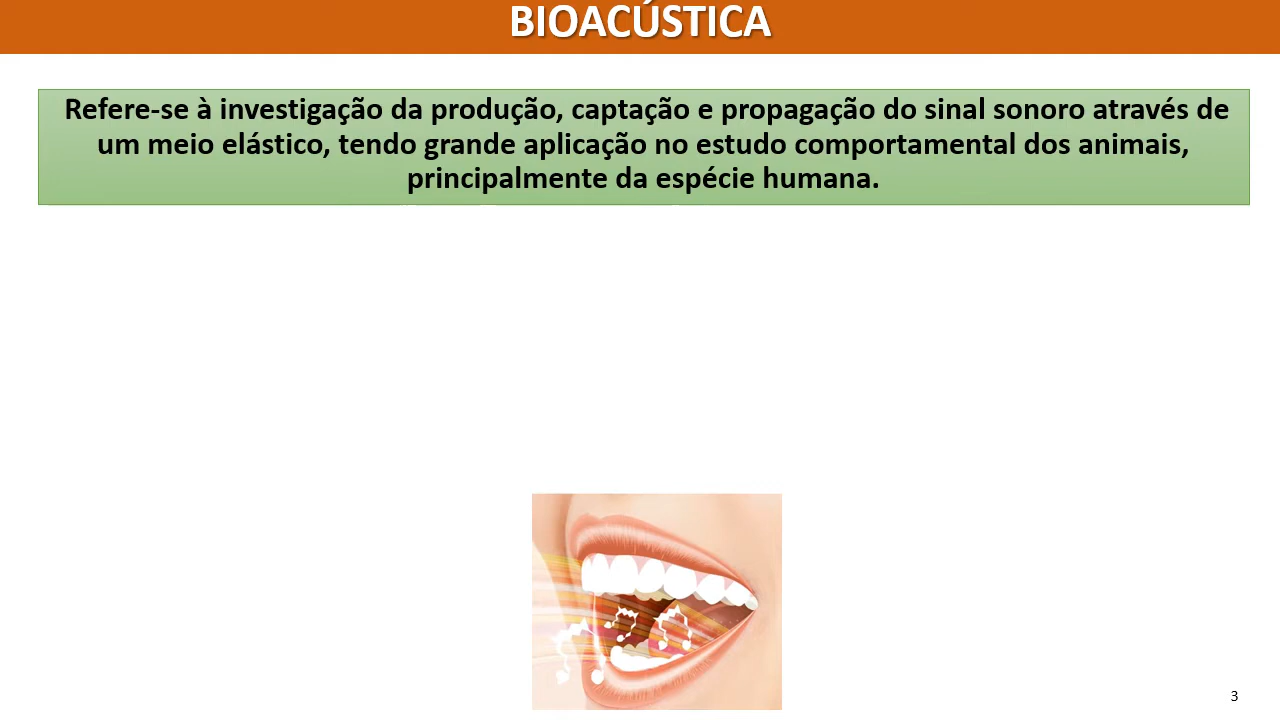 BIOACÚSTICA
Refere-se à investigação da produção, captação e propagação do sinal sonoro através de
um meio elástico, tendo grande aplicação no estudo comportamental dos animais,
principalmente da espécie humana.
3